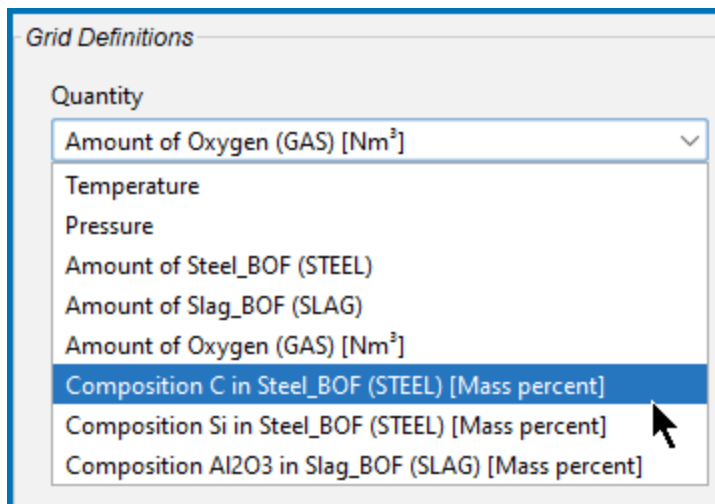 Grid Definitions
Quantity
Amount of Oxygen (GAS) [Nm³]
Temperature
Pressure
Amount of Steel_BOF (STEEL)
Amount of Slag_BOF (SLAG)
Amount of Oxygen (GAS) [Nm³]
Composition C in Steel_BOF (STEEL) [Mass percent]
Composition Si in Steel_BOF (STEEL) [Mass percent]
Composition Al2O3 in Slag_BOF (SLAG) [Mass percent]